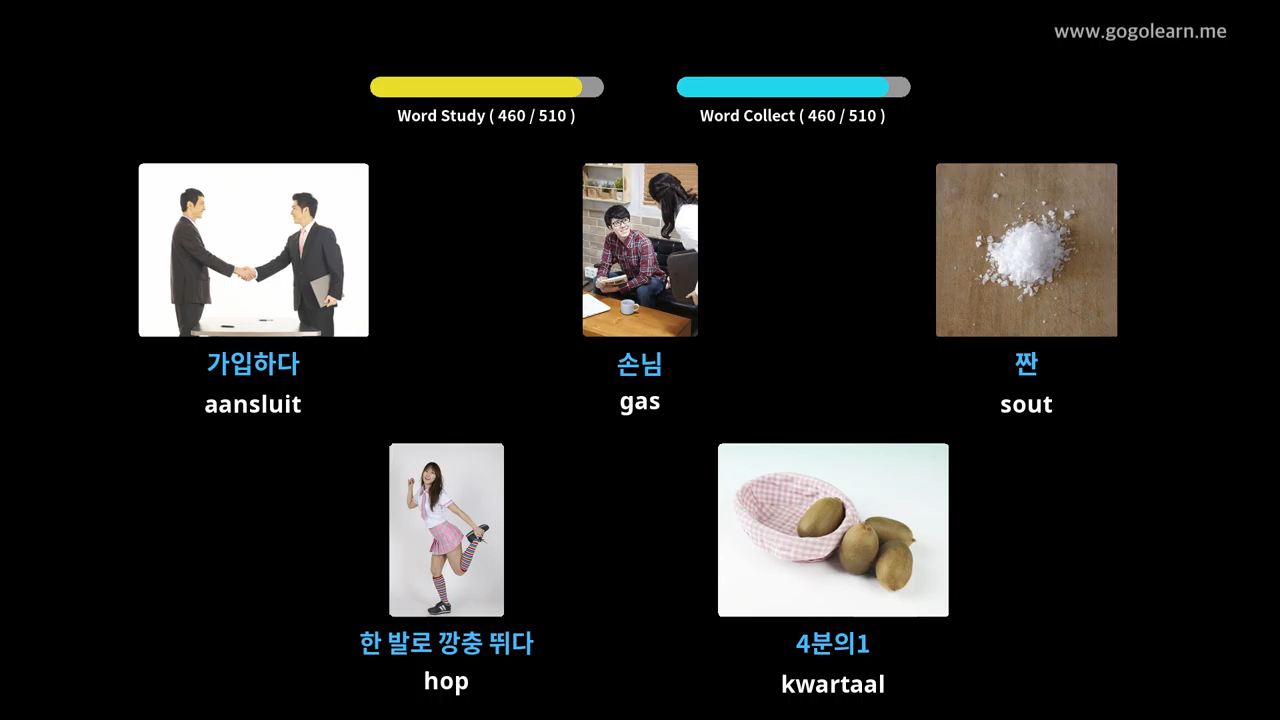 www.gogolearn.me
Word Study ( 460 / 510 )
Word Collect ( 460 / 510 )
가입하다
aansluit
손님
gas
짠
sout
한 발로 깡충 뛰다
hop
4분의1
kwartaal